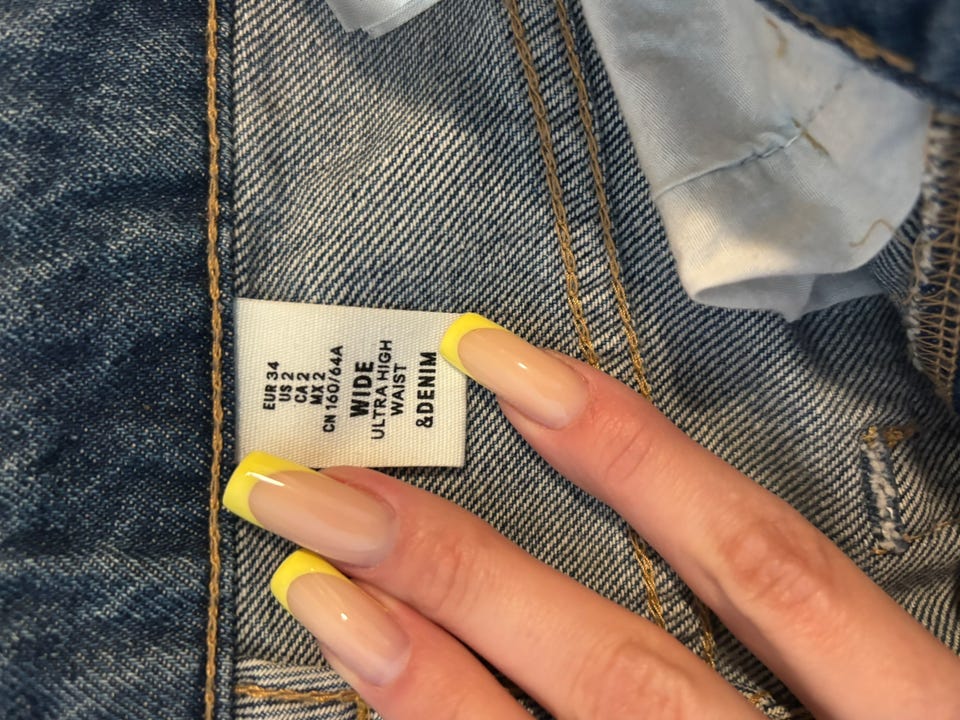 EUR 34
US 2
CA 2
MX 2
CN 160/64A
WIDE
ULTRA HIGH
WAIST
&DENIM